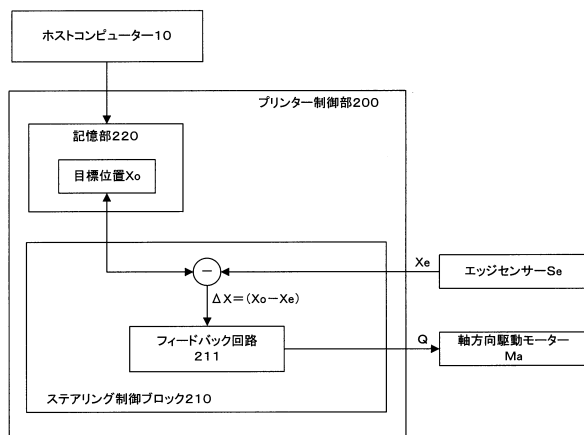 ホストコンピューター10
プリンター制御部200
記憶部220
目標位置Xo
Xe
エッジセンサーSe
−
ΔX=(Xo−Xe)
フィードバック回路
211
Q
軸方向駆動モーター
Ma
ステアリング制御ブロック210